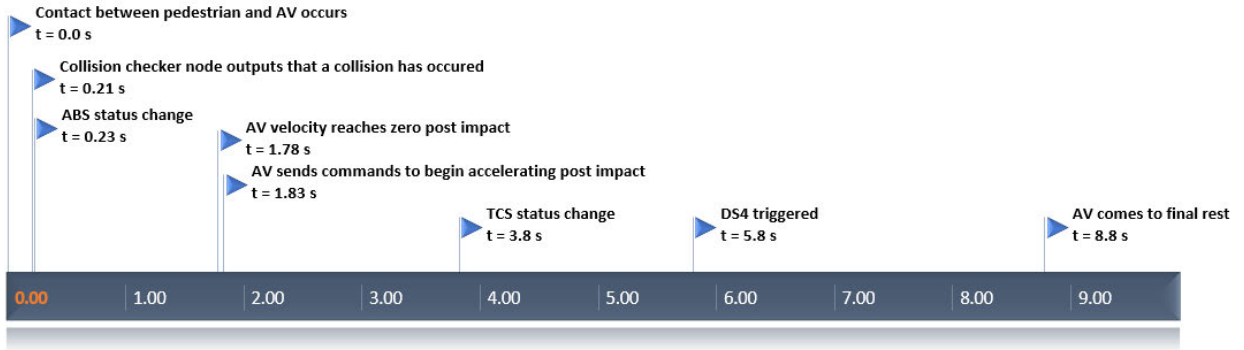 Contact between pedestrian and AV occurs
t = 0.0 s
Collision checker node outputs that a collision has occured
t = 0.21 s
ABS status change
t = 0.23 s
AV velocity reaches zero post impact
t = 1.78 s
AV sends commands to begin accelerating post impact
t = 1.83 s
TCS status change
t = 3.8 s
DS4 triggered
t = 5.8 s
AV comes to final rest
t = 8.8 s
0.00 1.00 2.00 3.00 4.00 5.00 6.00 7.00 8.00 9.00